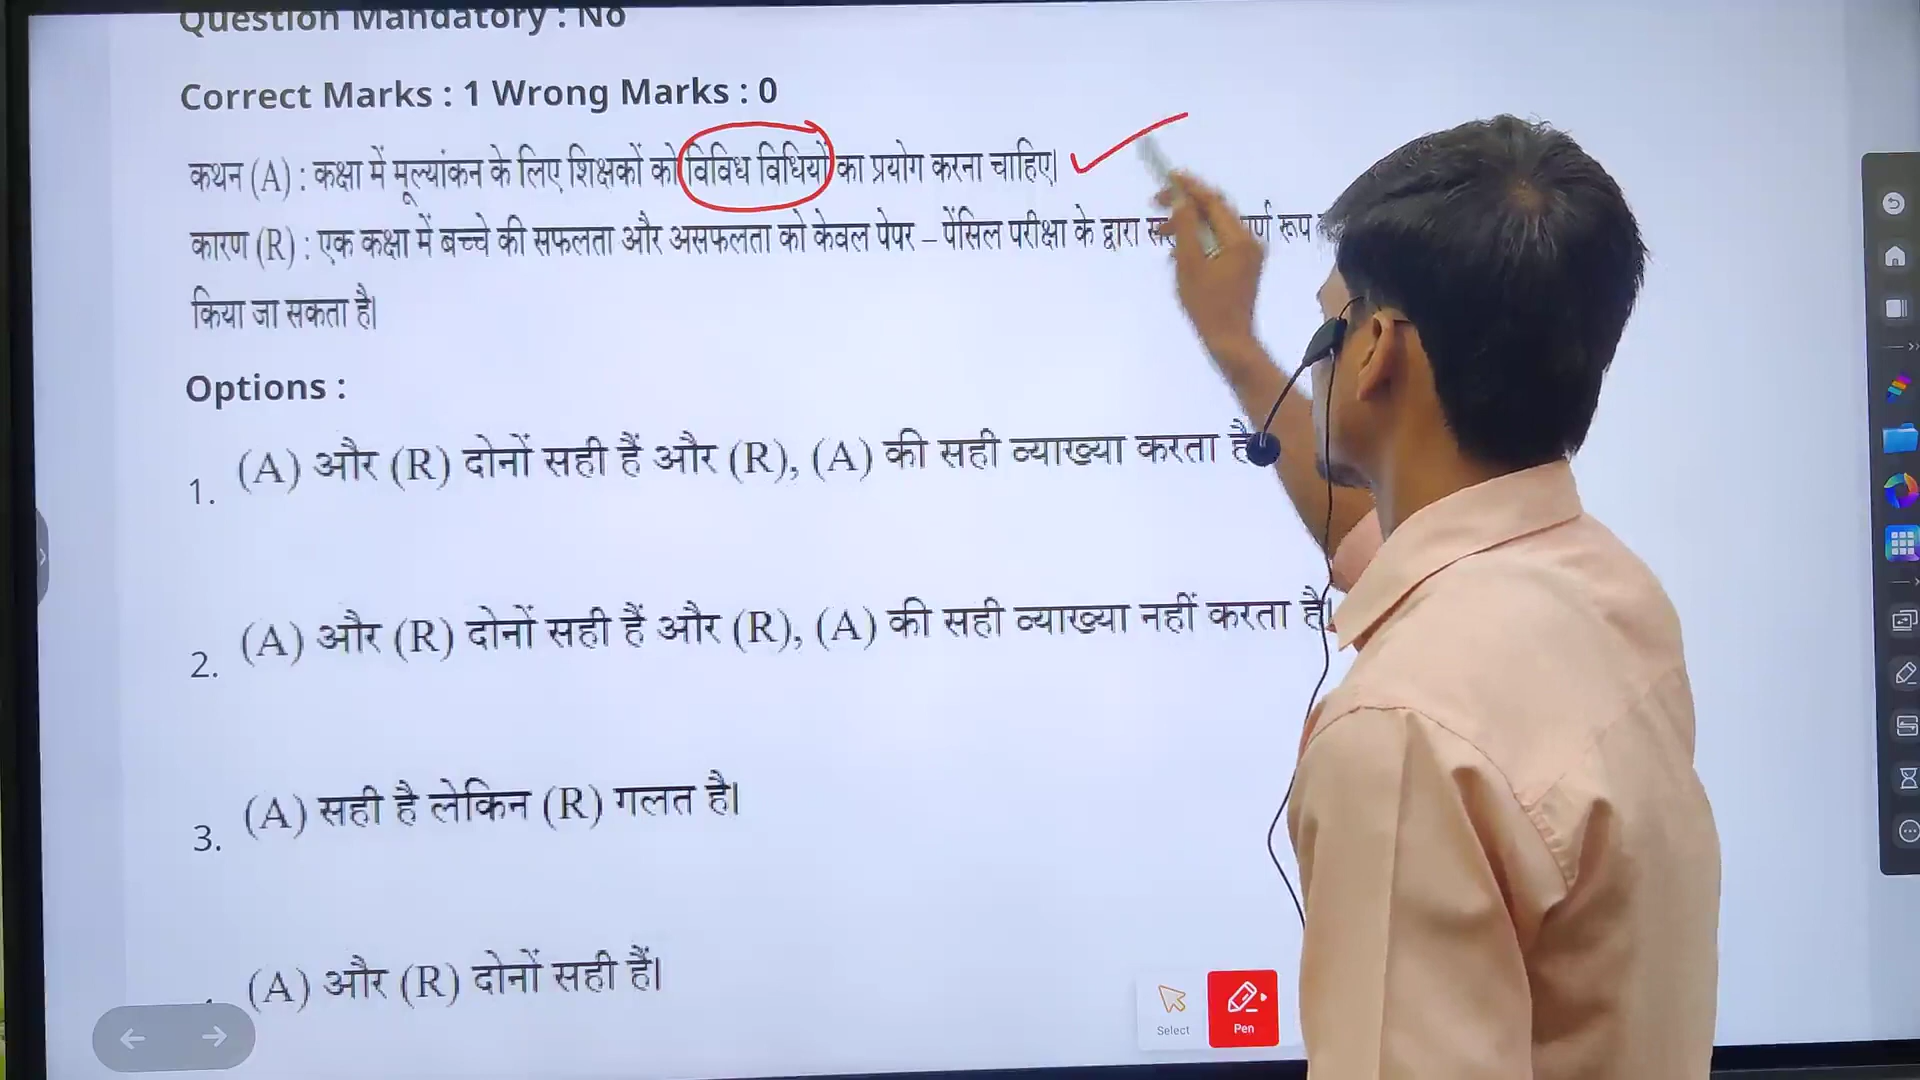 Question Mandatory : No
Correct Marks : 1 Wrong Marks : 0
कथन (A) : कक्षा में मूल्यांकन के लिए शिक्षकों को विविध विधियों का प्रयोग करना चाहिए।
कारण (R) : एक कक्षा में बच्चे की सफलता और असफलता को केवल पेपर – पेंसिल परीक्षा के द्वारा रूप
किया जा सकता है।
Options :
1. (A) और (R) दोनों सही हैं और (R), (A) की सही व्याख्या करता है
2. (A) और (R) दोनों सही हैं और (R), (A) की सही व्याख्या नहीं करता है।
3. (A) सही है लेकिन (R) गलत है।
(A) और (R) दोनों सही हैं।
Select
Pen